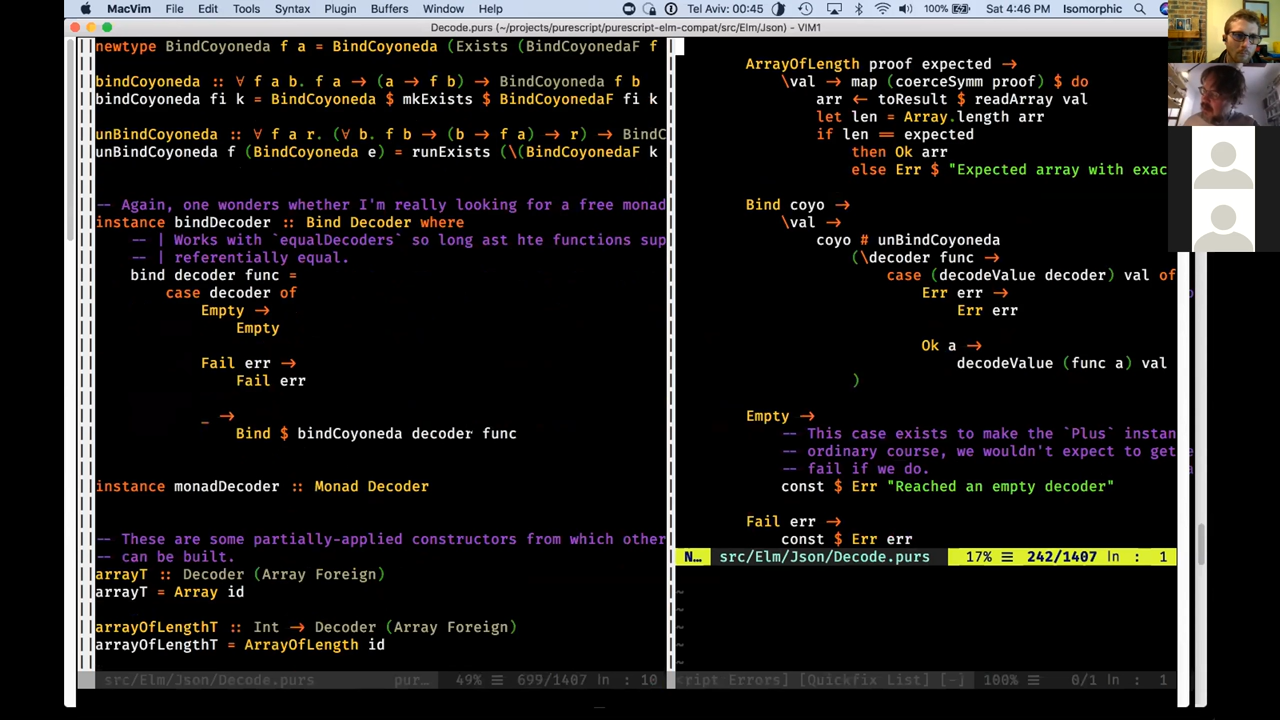 MacVim File Edit Tools Syntax Plugin Buffers Window Help Tel Aviv: 00:45 100% Sat 4:46 PM Isomorphic
Decode.purs (~/projects/purescript/purescript-elm-compat/src/Elm/Json) - VIM1
newtype BindCoyoneda f a = BindCoyoneda (Exists (BindCoyonedaF f
bindCoyoneda :: ∀ f a b. f a → (a → f b) → BindCoyoneda f b
bindCoyoneda fi k = BindCoyoneda $ mkExists $ BindCoyonedaF fi k
unBindCoyoneda :: ∀ f a r. (∀ b. f b → (b → f a) → r) → BindC
unBindCoyoneda f (BindCoyoneda e) = runExists (\(BindCoyonedaF k
-- Again, one wonders whether I'm really looking for a free monad
instance bindDecoder :: Bind Decoder where
-- | Works with `equalDecoders` so long ast hte functions sup
-- | referentially equal.
bind decoder func =
case decoder of
Empty →
Empty
Fail err →
Fail err
_ →
Bind $ bindCoyoneda decoder func
instance monadDecoder :: Monad Decoder
-- These are some partially-applied constructors from which other
-- can be built.
arrayT :: Decoder (Array Foreign)
arrayT = Array id
arrayOfLengthT :: Int → Decoder (Array Foreign)
arrayOfLengthT = ArrayOfLength id
src/Elm/Json/Decode.purs pur… 49% ☰ 699/1407 ln : 10
ArrayOfLength proof expected →
\val → map (coerceSymm proof) $ do
arr ← toResult $ readArray val
let len = Array.length arr
if len == expected
then Ok arr
else Err $ "Expected array with exac
Bind coyo →
\val →
coyo # unBindCoyoneda
(\decoder func →
case (decodeValue decoder) val of
Err err →
Err err
Ok a →
decodeValue (func a) val
)
Empty →
-- This case exists to make the `Plus` instan
-- ordinary course, we wouldn't expect to get
-- fail if we do.
const $ Err "Reached an empty decoder"
Fail err →
const $ Err err
N… src/Elm/Json/Decode.purs 17% ☰ 242/1407 ln : 1
~
~
~
~
~
cript Errors] [Quickfix List] [-] 100% ☰ 0/1 ln : 1